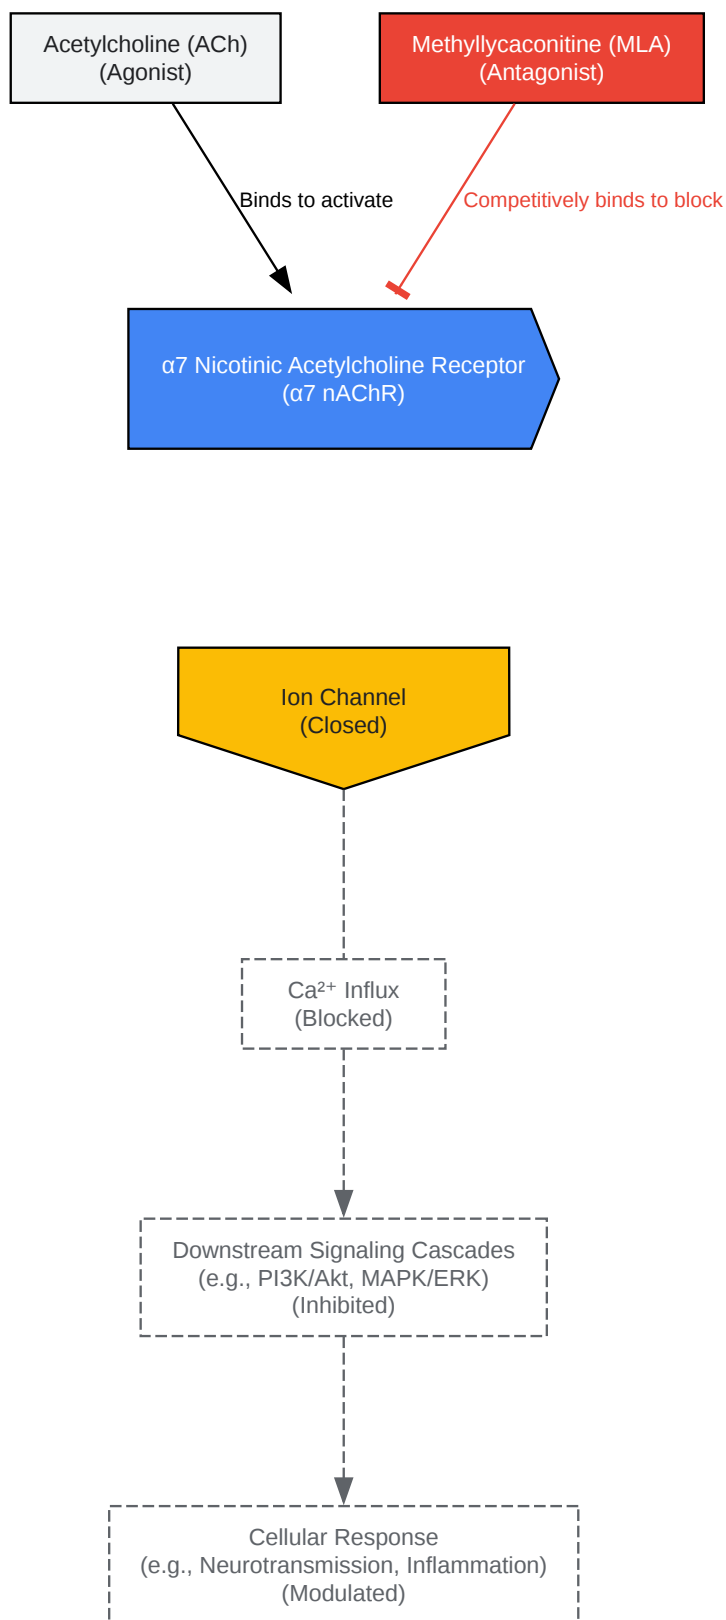 Acetylcholine (ACh)
(Agonist)
Methyllycaconitine (MLA)
(Antagonist)
Binds to activate
Competitively binds to block
α7 Nicotinic Acetylcholine Receptor
(α7 nAChR)
Ion Channel
(Closed)
Ca²⁺ Influx
(Blocked)
Downstream Signaling Cascades
(e.g., PI3K/Akt, MAPK/ERK)
(Inhibited)
Cellular Response
(e.g., Neurotransmission, Inflammation)
(Modulated)